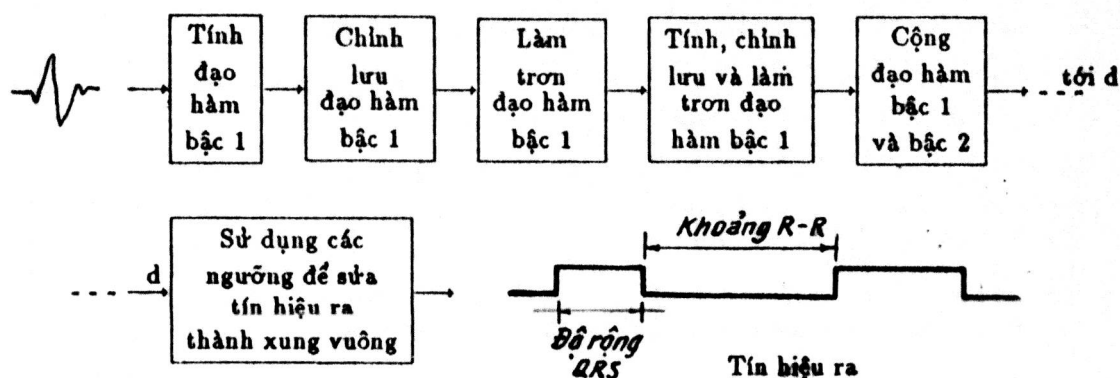 Tính
đạo
hàm
bậc 1
Chỉnh
lưu
đạo hàm
bậc 1
Làm
trơn
đạo hàm
bậc 1
Tính, chỉnh
lưu và làm
trơn đạo
hàm bậc 1
Cộng
đạo hàm
bậc 1
và bậc 2
tới d
d
Sử dụng các
ngưỡng để sửa
tín hiệu ra
thành xung vuông
Khoảng R-R
Độ rộng
QRS
Tín hiệu ra